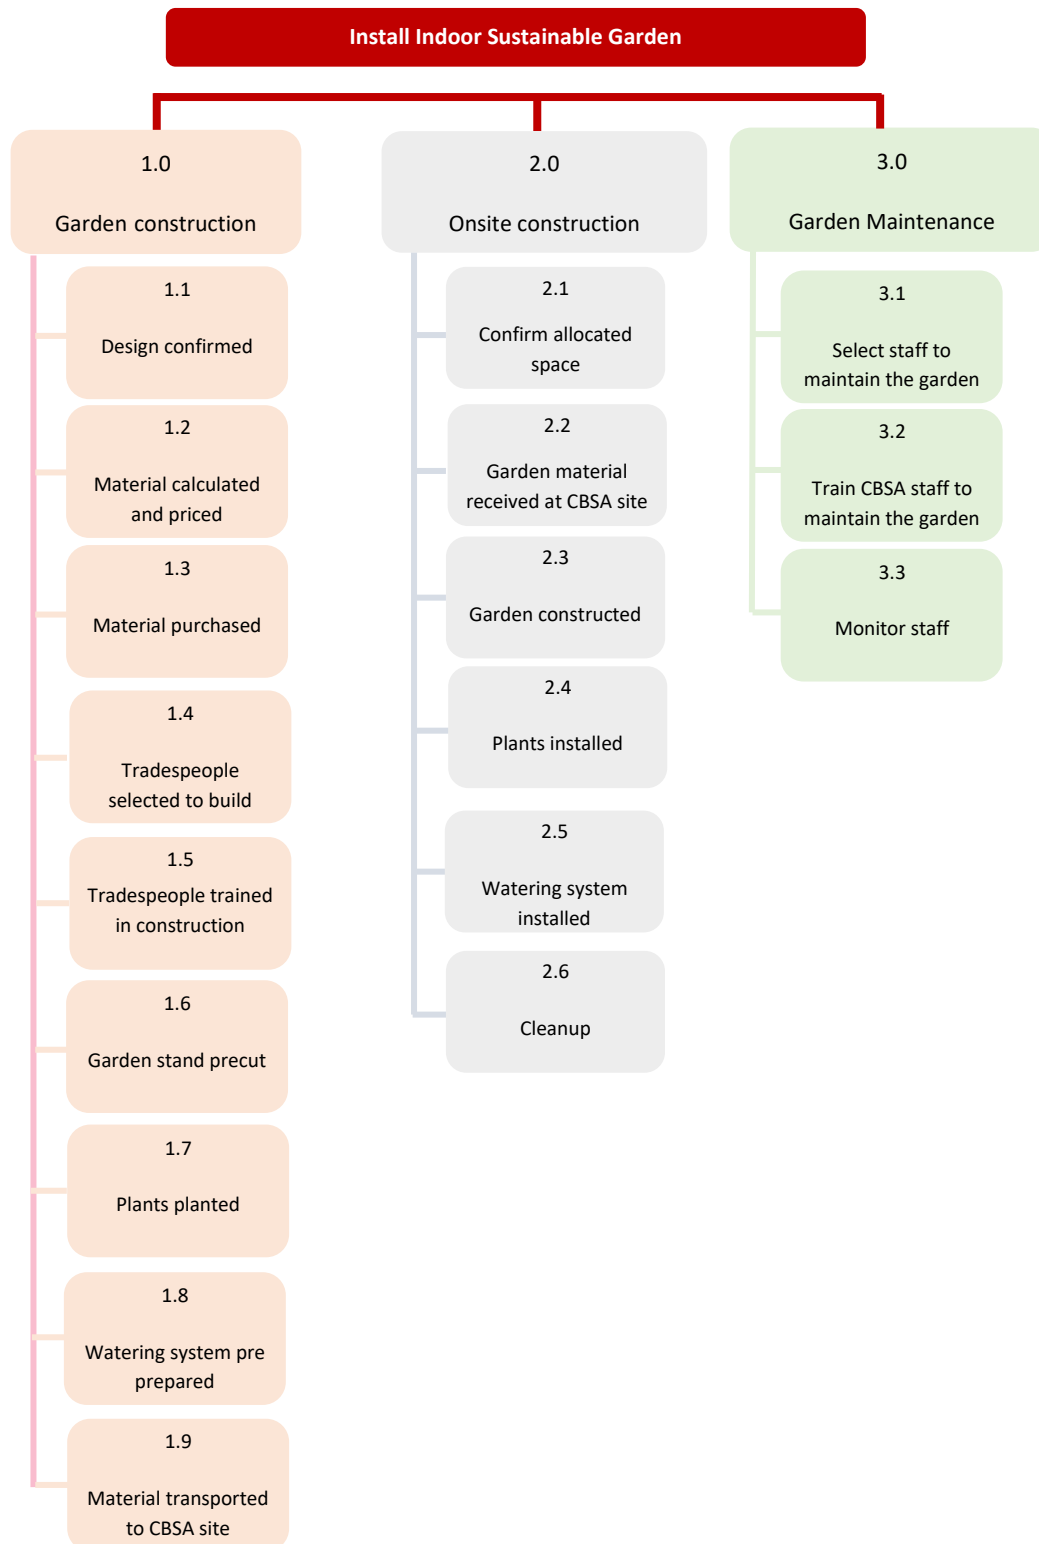 Install Indoor Sustainable Garden
1.0
Garden construction
1.1
Design confirmed
1.2
Material calculated
and priced
1.3
Material purchased
1.4
Tradespeople
selected to build
1.5
Tradespeople trained
in construction
1.6
Garden stand precut
1.7
Plants planted
1.8
Watering system pre
prepared
1.9
Material transported
to CBSA site
2.0
Onsite construction
2.1
Confirm allocated
space
2.2
Garden material
received at CBSA site
2.3
Garden constructed
2.4
Plants installed
2.5
Watering system
installed
2.6
Cleanup
3.0
Garden Maintenance
3.1
Select staff to
maintain the garden
3.2
Train CBSA staff to
maintain the garden
3.3
Monitor staff